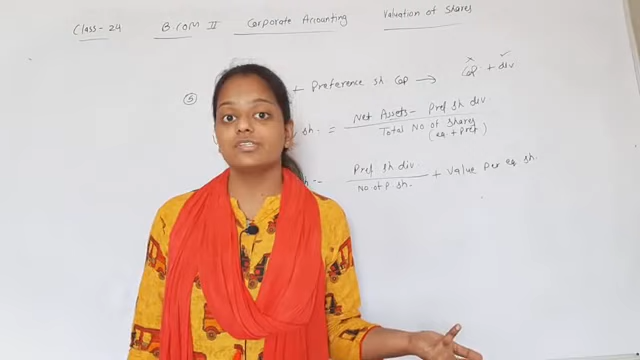 Class-24 B.COM II Corporate Accounting Valuation of Shares
5 + Preference sh Cap → Cap + div
sh. = Net Assets - Pref sh div.
Total No of shares
(eq. + pref)
Pref sh div.
No of P sh. + Value per eq sh.